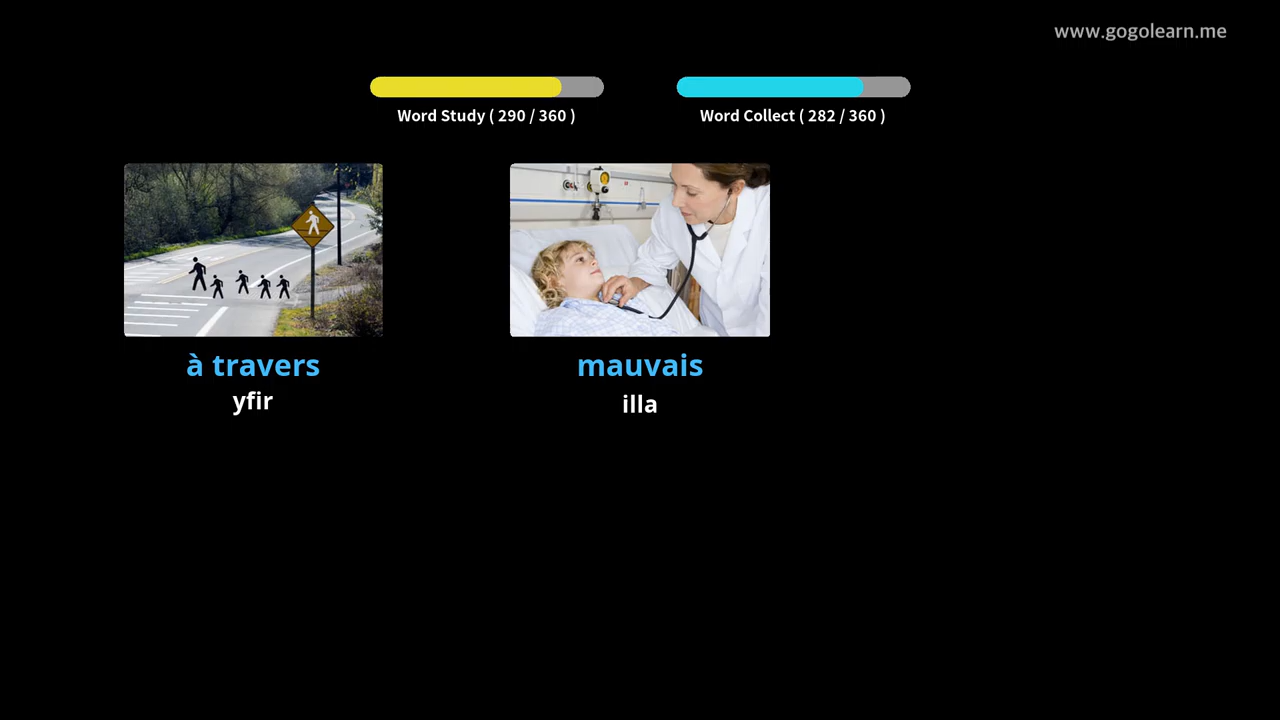 www.gogolearn.me
Word Study ( 290 / 360 )
Word Collect ( 282 / 360 )
à travers
mauvais
yfir
illa